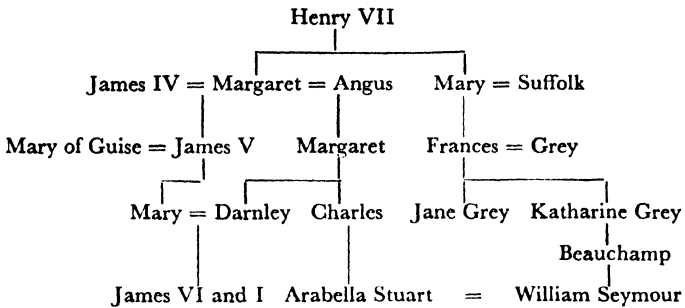 Henry VII
James IV = Margaret = Angus Mary = Suffolk
Mary of Guise = James V Margaret Frances = Grey
Mary = Darnley Charles Jane Grey Katharine Grey
Beauchamp
James VI and I Arabella Stuart = William Seymour